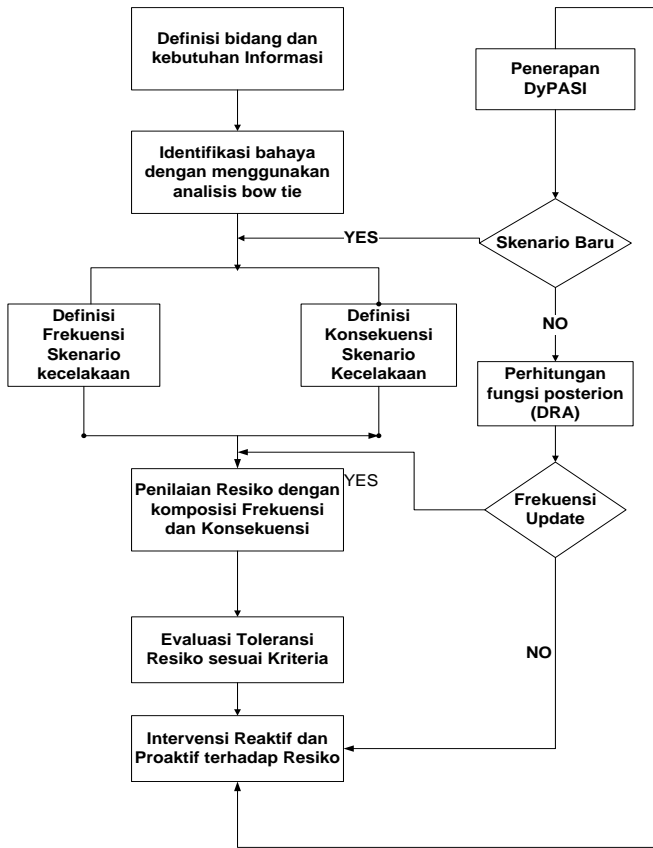 Definisi bidang dan
kebutuhan Informasi
Identifikasi bahaya
dengan menggunakan
analisis bow tie
Definisi
Frekuensi
Skenario
kecelakaan
Definisi
Konsekuensi
Skenario
Kecelakaan
Penilaian Resiko dengan
komposisi Frekuensi
dan Konsekuensi
Evaluasi Toleransi
Resiko sesuai Kriteria
Intervensi Reaktif dan
Proaktif terhadap Resiko
Penerapan
DyPASI
Skenario Baru
YES
NO
Perhitungan
fungsi posterion
(DRA)
Frekuensi
Update
YES
NO